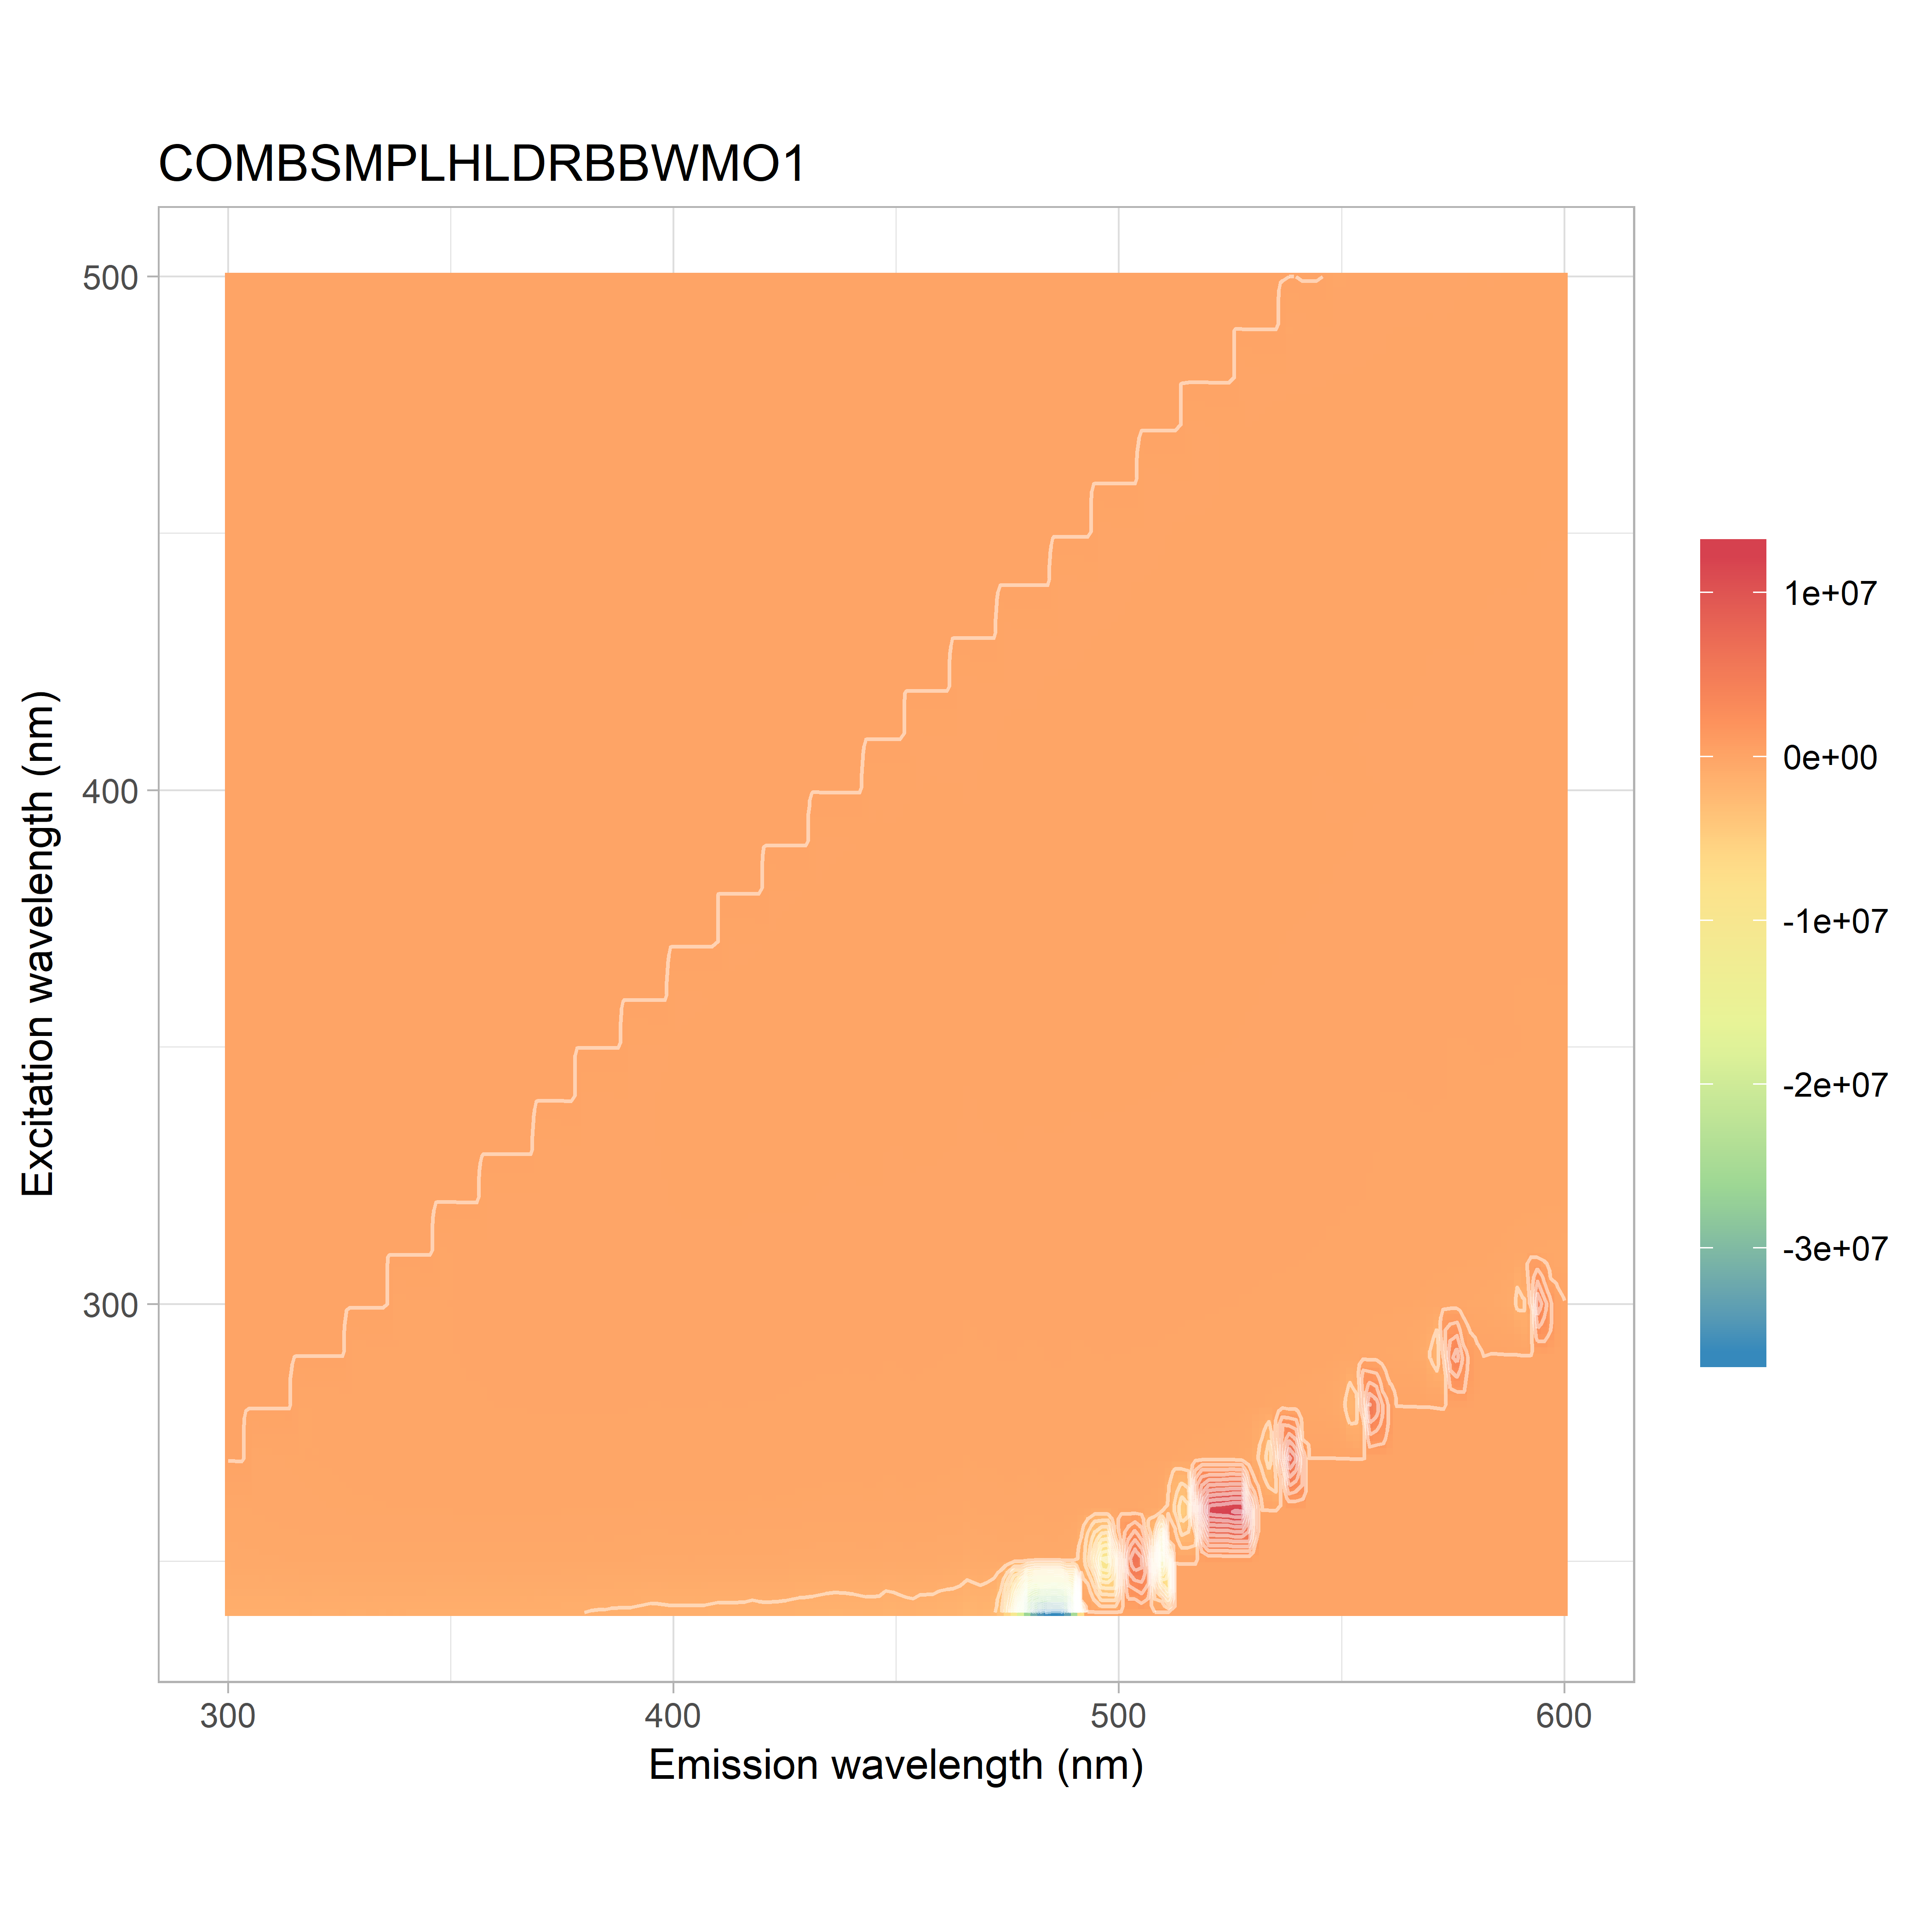 COMBSMPLHLDRBBWMO1
Excitation wavelength (nm)
500
400
300
300
400
500
600
Emission wavelength (nm)
1e+07
0e+00
-1e+07
-2e+07
-3e+07